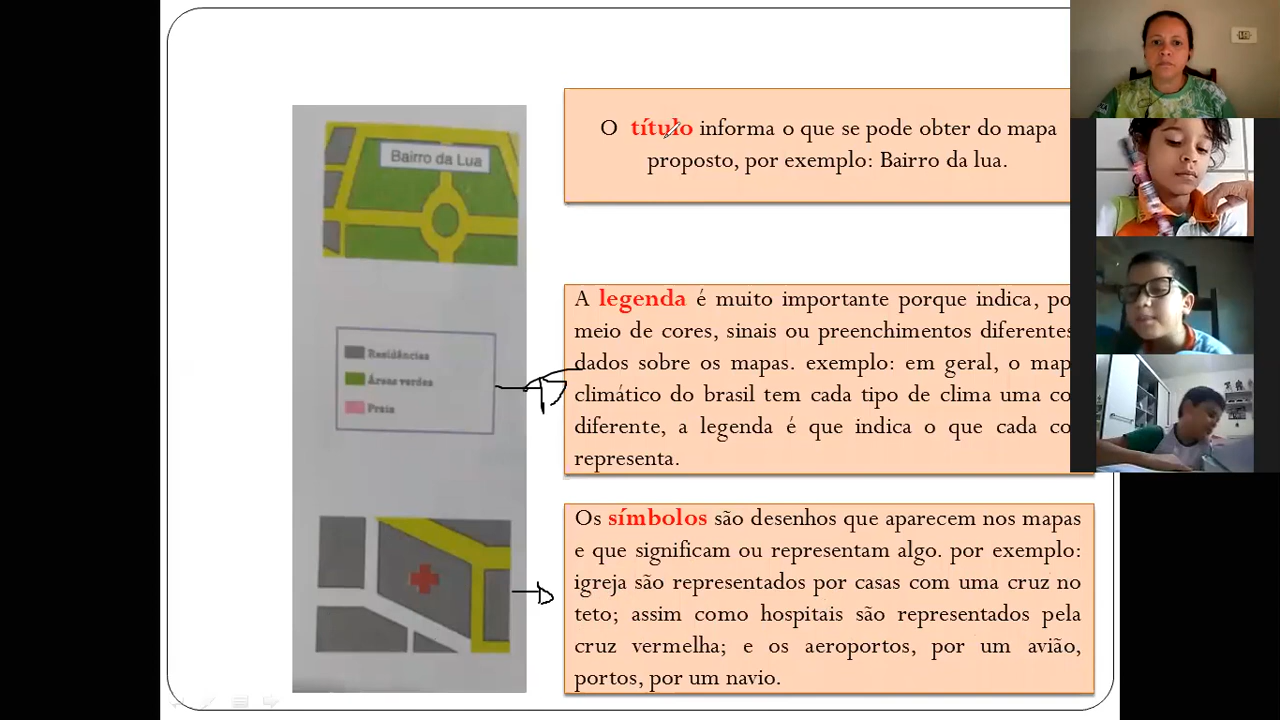 Bairro da Lua
O título informa o que se pode obter do mapa
proposto, por exemplo: Bairro da lua.
Residências
Áreas verdes
Praia
A legenda é muito importante porque indica, po
meio de cores, sinais ou preenchimentos diferentes
dados sobre os mapas. exemplo: em geral, o map
climático do brasil tem cada tipo de clima uma co
diferente, a legenda é que indica o que cada co
representa.
Os símbolos são desenhos que aparecem nos mapas
e que significam ou representam algo. por exemplo:
igreja são representados por casas com uma cruz no
teto; assim como hospitais são representados pela
cruz vermelha; e os aeroportos, por um avião,
portos, por um navio.